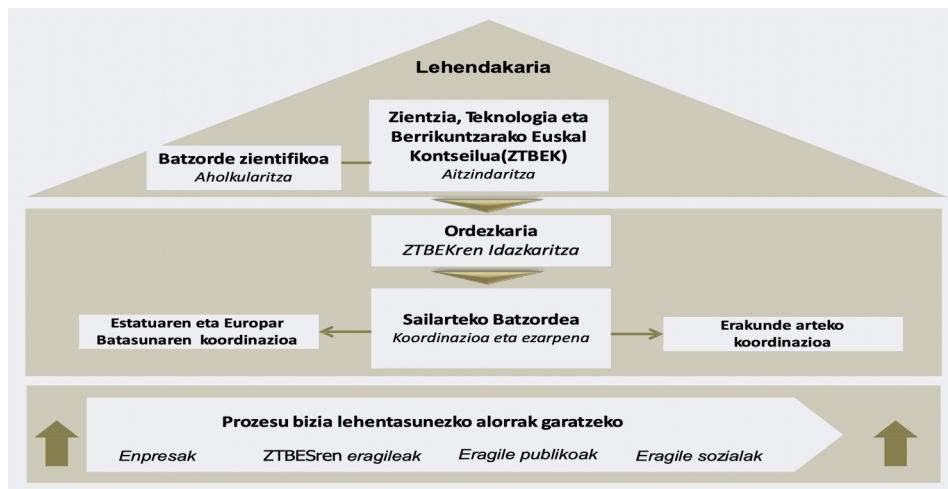 Lehendakaria
Zientzia, Teknologia eta
Berrikuntzarako Euskal
Kontseilua(ZTBEK)
Aitzindaritza
Batzorde zientifikoa
Aholkularitza
Ordezkaria
ZTBEKren Idazkaritza
Sailarteko Batzordea
Koordinazioa eta ezarpena
Estatuaren eta Europar
Batasunaren koordinazioa
Erakunde arteko
koordinazioa
Prozesu bizia lehentasunezko alorrak garatzeko
Enpresak
ZTBESren eragileak
Eragile publikoak
Eragile sozialak